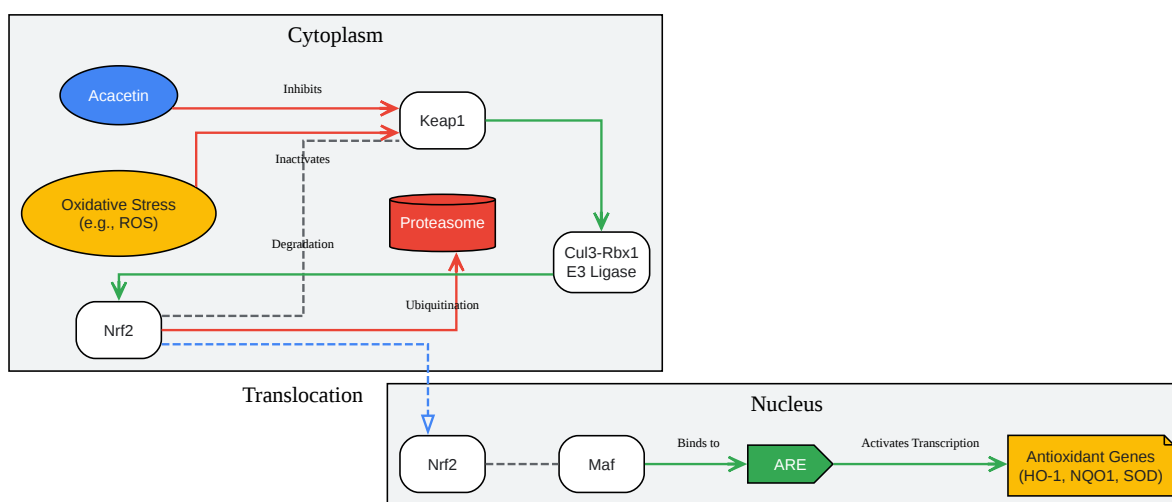 Cytoplasm
Acacetin
Inhibits
Keap1
Inactivates
Oxidative Stress
(e.g., ROS)
Proteasome
Degradation
Cul3-Rbx1
E3 Ligase
Ubiquitination
Nrf2
Translocation
Nucleus
Nrf2
Maf
Binds to
ARE
Activates Transcription
Antioxidant Genes
(HO-1, NQO1, SOD)